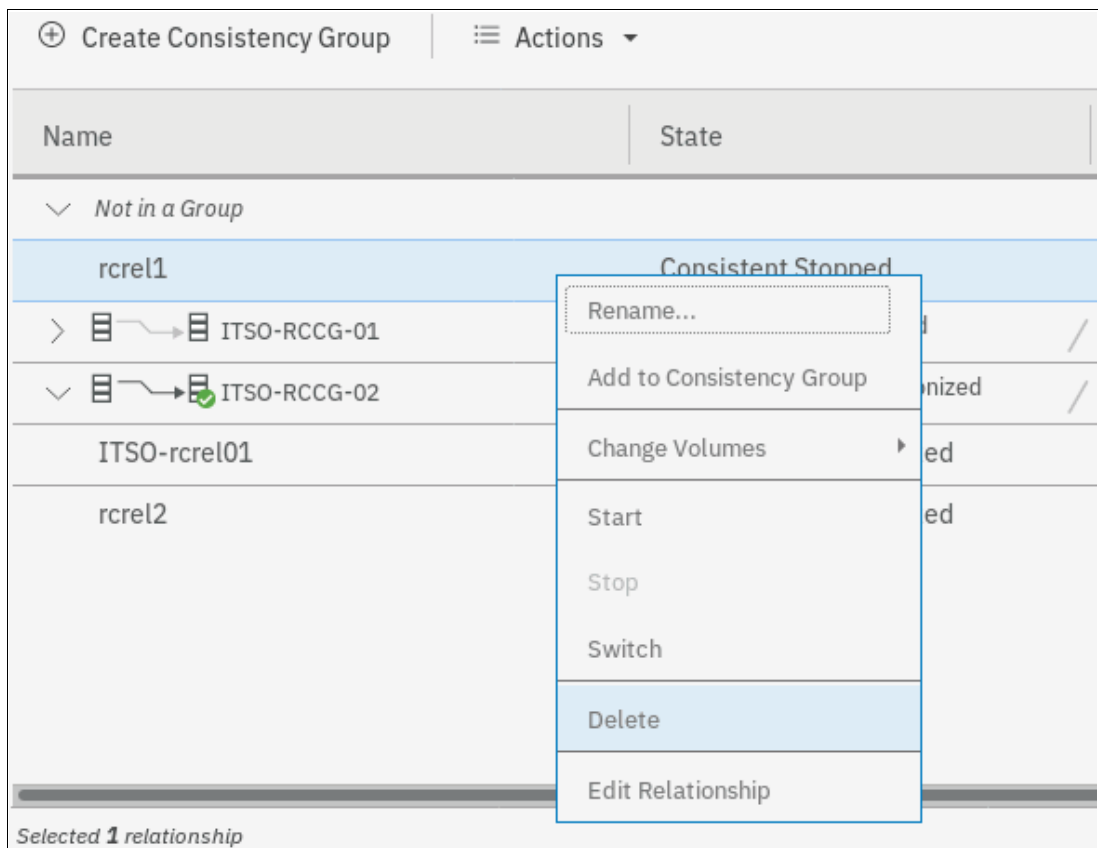 Create Consistency Group Actions
Name State
Not in a Group
rcrel1 Consistent Stopped
Rename...
ITSO-RCCG-01
Add to Consistency Group
ITSO-RCCG-02
ITSO-rcrel01
Change Volumes
rcrel2
Start
Stop
Switch
Delete
Edit Relationship
Selected 1 relationship